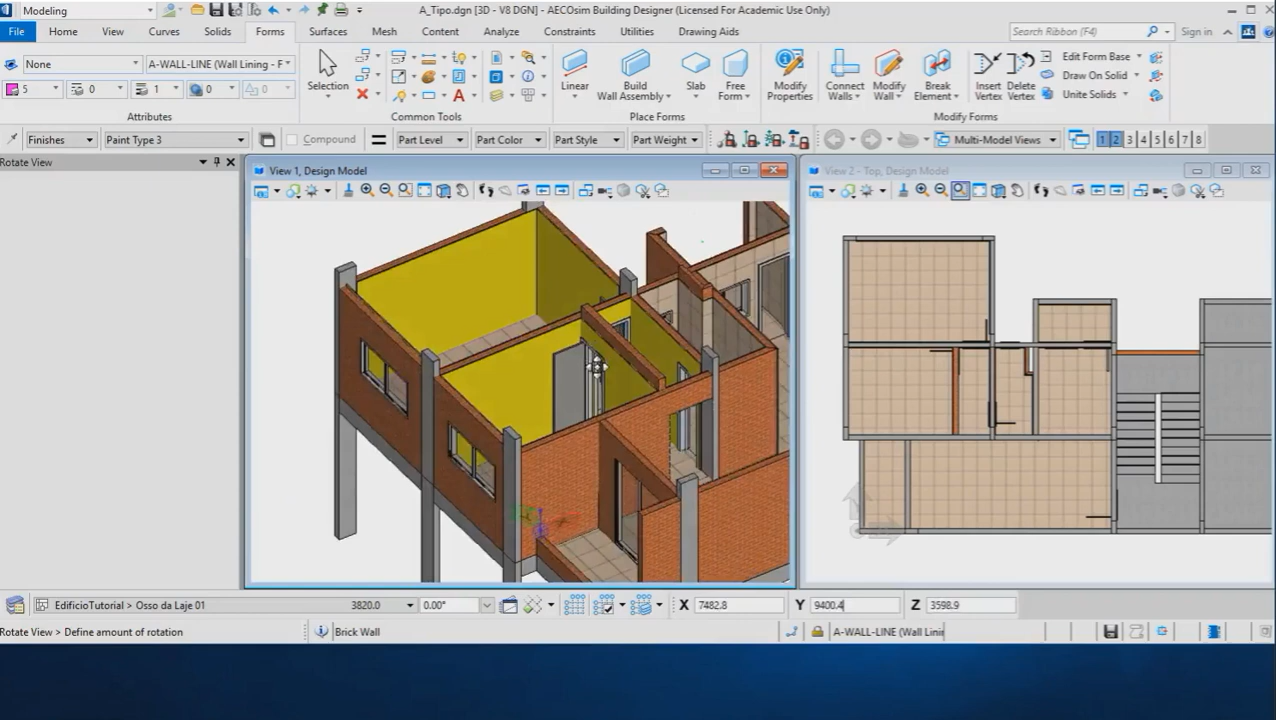 Modeling
A_Tipo.dgn [3D - V8 DGN] - AECOsim Building Designer (Licensed For Academic Use Only)
File Home View Curves Solids Forms Surfaces Mesh Content Analyze Constraints Utilities Drawing Aids
Search Ribbon (F4) Sign in
None A-WALL-LINE (Wall Lining - F
5 0 1 0 0
Selection Linear Build Wall Assembly Slab Free Form Modify Properties Connect Walls Modify Wall Break Element Insert Vertex Delete Vertex
Edit Form Base
Draw On Solid
Unite Solids
Attributes Common Tools Place Forms Modify Forms
Finishes Paint Type 3 Compound Part Level Part Color Part Style Part Weight Multi-Model Views 1 2 3 4 5 6 7 8
Rotate View
View 1, Design Model
View 2 - Top, Design Model
EdificioTutorial > Osso da Laje 01 3820.0 0.00° X 7482.8 Y 9400.4 Z 3598.9
Rotate View > Define amount of rotation Brick Wall A-WALL-LINE (Wall Linin